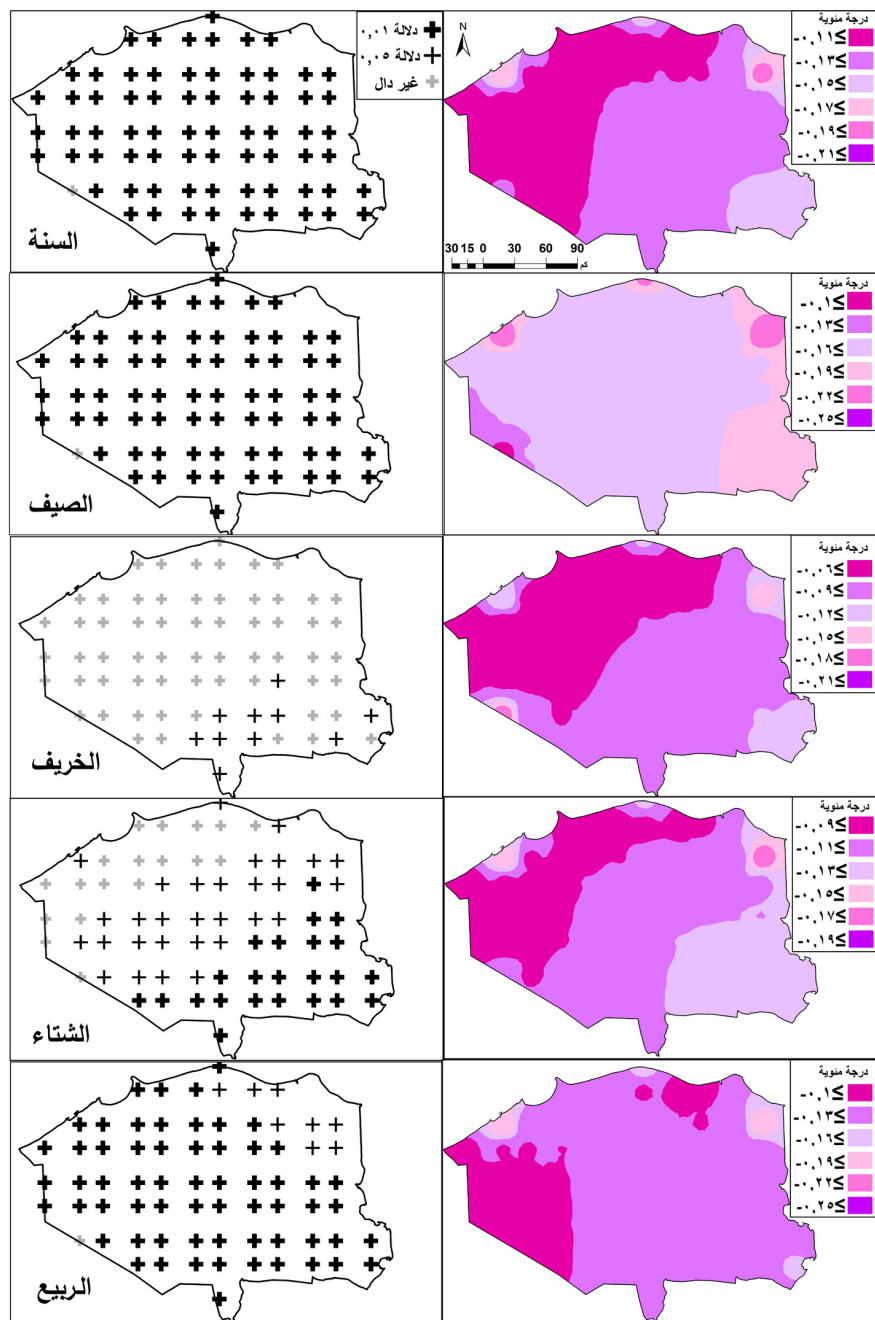 دلالة ٠,٠١
دلالة ٠,٠٥
غير دال
السنة
N
درجة مئوية
-٠,١١≥
-٠,١٣≥
-٠,١٥≥
-٠,١٧≥
-٠,١٩≥
-٠,٢١≥
30 15 0 30 60 90
كم
الصيف
درجة مئوية
-٠,١≥
-٠,١٣≥
-٠,١٦≥
-٠,١٩≥
-٠,٢٢≥
-٠,٢٥≥
الخريف
درجة مئوية
-٠,٠٦≥
-٠,٠٩≥
-٠,١٢≥
-٠,١٥≥
-٠,١٨≥
-٠,٢١≥
الشتاء
درجة مئوية
-٠,٠٩≥
-٠,١١≥
-٠,١٣≥
-٠,١٥≥
-٠,١٧≥
-٠,١٩≥
الربيع
درجة مئوية
-٠,١≥
-٠,١٣≥
-٠,١٦≥
-٠,١٩≥
-٠,٢٢≥
-٠,٢٥≥